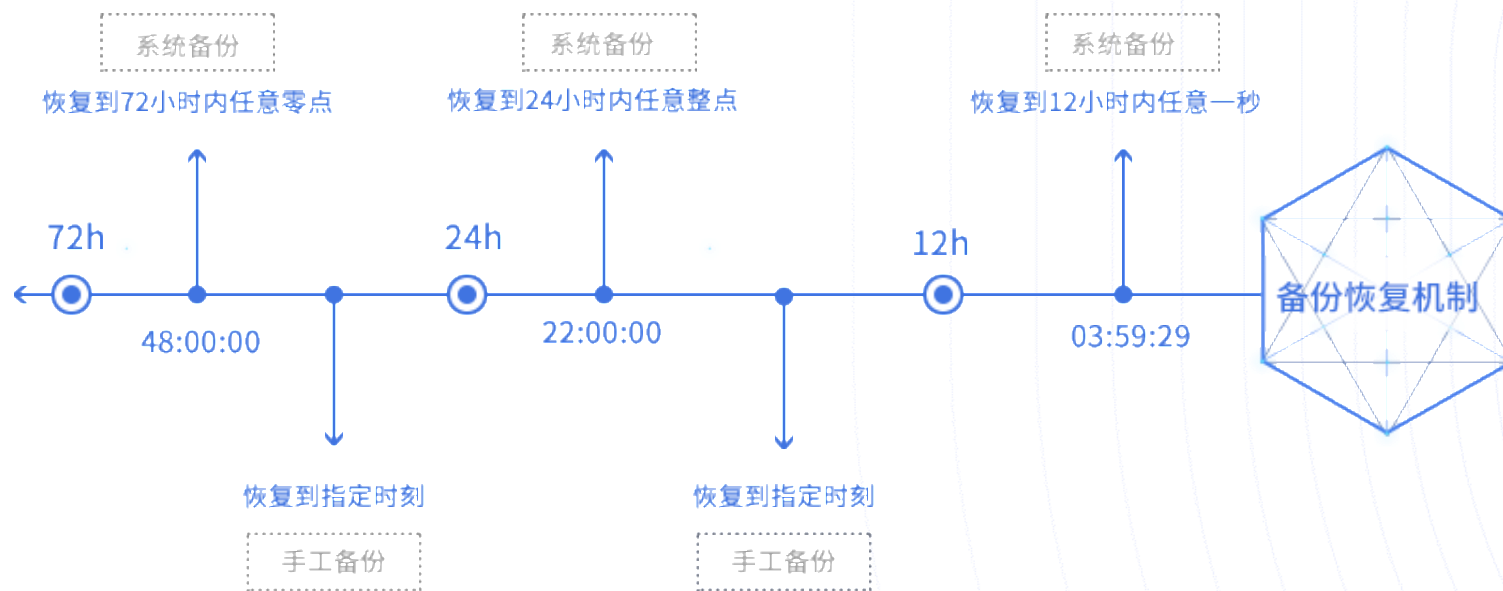 系统备份
恢复到72小时内任意零点
系统备份
恢复到24小时内任意整点
系统备份
恢复到12小时内任意一秒
72h
24h
12h
备份恢复机制
48:00:00
22:00:00
03:59:29
恢复到指定时刻
手工备份
恢复到指定时刻
手工备份